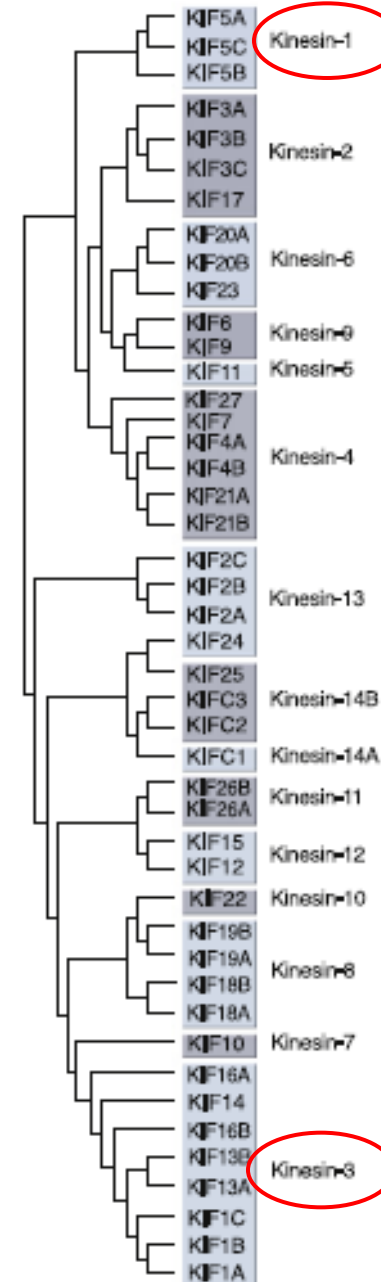 KIF5A
KIF5C Kinesin-1
KIF5B
KIF3A
KIF3B Kinesin-2
KIF3C
KIF17
KIF20A
KIF20B Kinesin-6
KIF23
KIF6 Kinesin-9
KIF9
KIF11 Kinesin-5
KIF27
KIF7
KIF4A
KIF4B Kinesin-4
KIF21A
KIF21B
KIF2C
KIF2B
KIF2A Kinesin-13
KIF24
KIF25
KIFC3 Kinesin-14B
KIFC2
KIFC1 Kinesin-14A
KIF26B
KIF26A Kinesin-11
KIF15
KIF12 Kinesin-12
KIF22 Kinesin-10
KIF19B
KIF19A
KIF18B Kinesin-8
KIF18A
KIF10 Kinesin-7
KIF16A
KIF14
KIF16B
KIF13B
KIF13A Kinesin-3
KIF1C
KIF1B
KIF1A